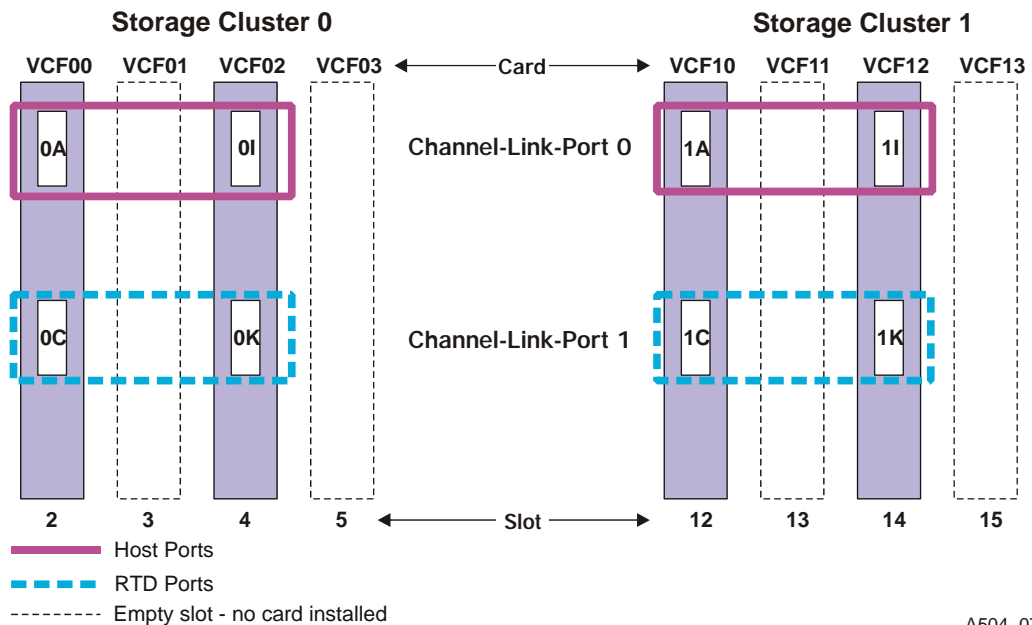 Storage Cluster 0
Storage Cluster 1
VCF00 VCF01 VCF02 VCF03 Card VCF10 VCF11 VCF12 VCF13
0A 0I Channel-Link-Port 0 1A 1I
0C 0K Channel-Link-Port 1 1C 1K
2 3 4 5 Slot 12 13 14 15
Host Ports
RTD Ports
Empty slot - no card installed